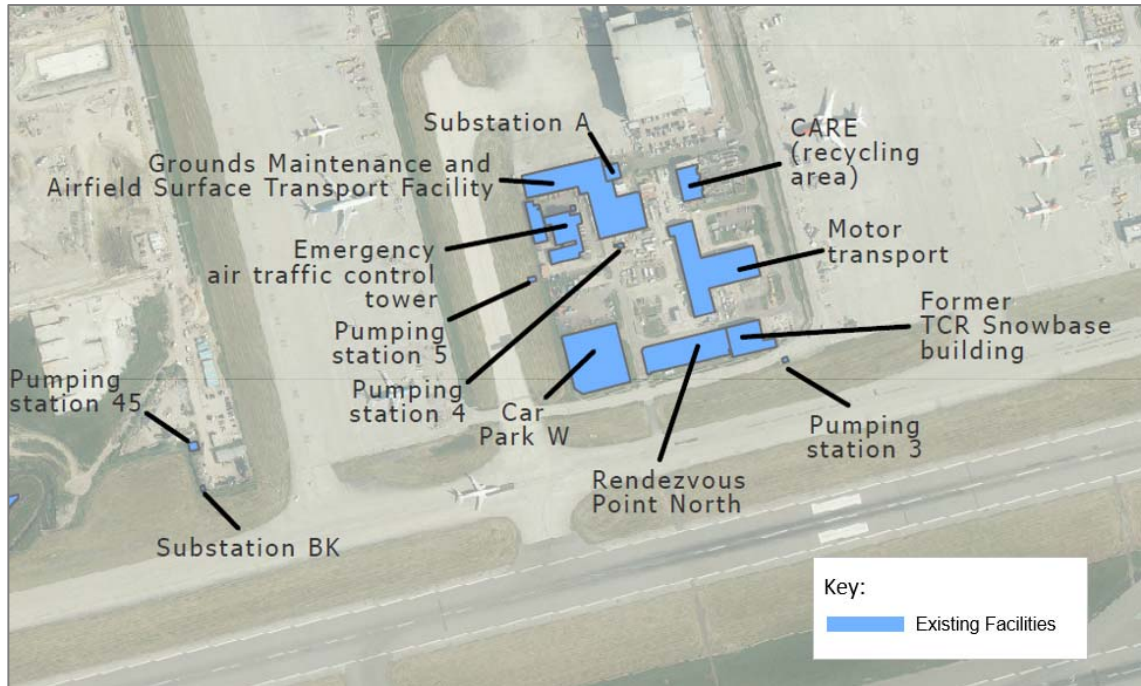 Substation A
Grounds Maintenance and
Airfield Surface Transport Facility
CARE
(recycling
area)
Emergency
air traffic control
tower
Motor
transport
Former
TCR Snowbase
building
Pumping
station 5
Pumping
station 4
Pumping
station 45
Car
Park W
Rendezvous
Point North
Pumping
station 3
Substation BK
Key:
Existing Facilities